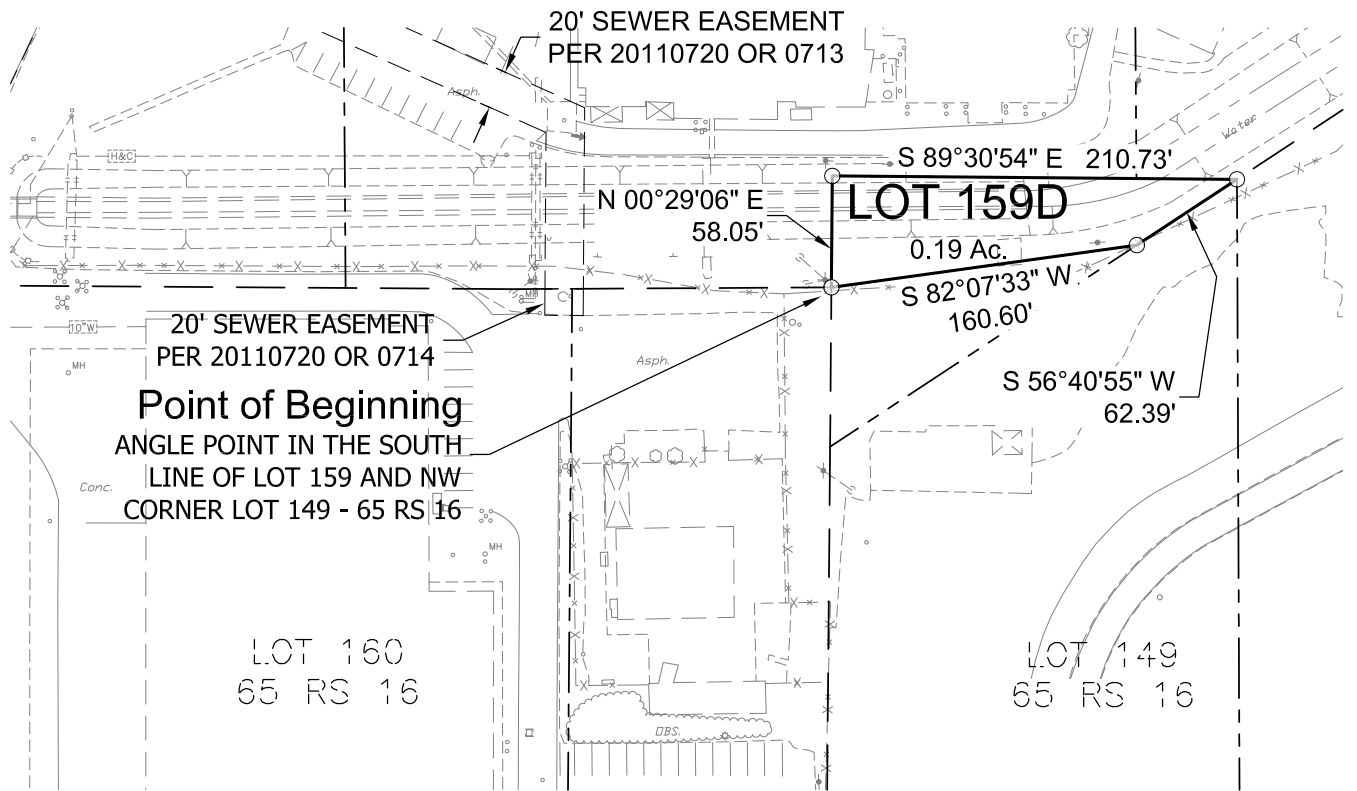 20' SEWER EASEMENT
PER 20110720 OR 0713
Asph.
H&C
Water
S 89°30'54" E 210.73'
N 00°29'06" E
58.05'
LOT 159D
0.19 Ac.
S 82°07'33" W
160.60'
MH
20' SEWER EASEMENT
PER 20110720 OR 0714
10"W
MH
Asph.
S 56°40'55" W
62.39'
Point of Beginning
ANGLE POINT IN THE SOUTH
LINE OF LOT 159 AND NW
CORNER LOT 149 - 65 RS 16
Conc.
MH
LOT 160
65 RS 16
LOT 149
65 RS 16
OBS.